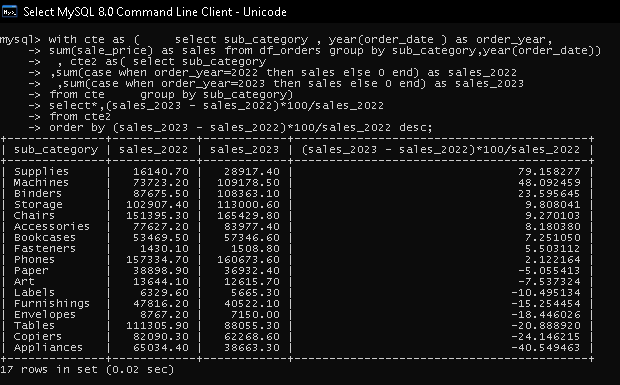 Select MySQL 8.0 Command Line Client - Unicode
mysql> with cte as (     select sub_category , year(order_date ) as order_year,
    -> sum(sale_price) as sales from df_orders group by sub_category,year(order_date))
    ->   , cte2 as( select sub_category
    -> ,sum(case when order_year=2022 then sales else 0 end) as sales_2022
    -> ,sum(case when order_year=2023 then sales else 0 end) as sales_2023
    -> from cte     group by sub_category)
    -> select*,(sales_2023 - sales_2022)*100/sales_2022
    -> from cte2
    -> order by (sales_2023 - sales_2022)*100/sales_2022 desc;
| sub_category | sales_2022 | sales_2023 | (sales_2023 - sales_2022)*100/sales_2022 |
| Supplies | 16140.70 | 28917.40 | 79.158277 |
| Machines | 73723.20 | 109178.50 | 48.092459 |
| Binders | 87675.50 | 108363.10 | 23.595645 |
| Storage | 102907.40 | 113000.60 | 9.808041 |
| Chairs | 151395.30 | 165429.80 | 9.270103 |
| Accessories | 77627.20 | 83977.40 | 8.180380 |
| Bookcases | 53469.50 | 57346.60 | 7.251050 |
| Fasteners | 1430.10 | 1508.80 | 5.503112 |
| Phones | 157334.70 | 160673.60 | 2.122164 |
| Paper | 38898.90 | 36932.40 | -5.055413 |
| Art | 13644.10 | 12615.70 | -7.537324 |
| Labels | 6329.60 | 5665.30 | -10.495134 |
| Furnishings | 47816.20 | 40522.10 | -15.254454 |
| Envelopes | 8767.20 | 7150.00 | -18.446026 |
| Tables | 111305.90 | 88055.30 | -20.888920 |
| Copiers | 82090.30 | 62268.60 | -24.146215 |
| Appliances | 65034.40 | 38663.30 | -40.549463 |
17 rows in set (0.02 sec)